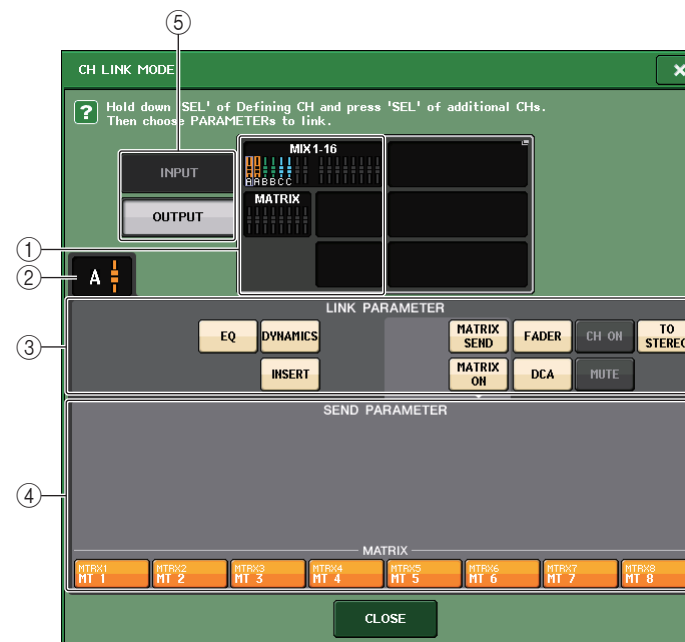 ⑤
CH LINK MODE
? Hold down 'SEL' of Defining CH and press 'SEL' of additional CHs.
Then choose PARAMETERs to link.
INPUT
OUTPUT
MIX 1-16
AABBCC
MATRIX
①
②
A
③
LINK PARAMETER
EQ DYNAMICS MATRIX SEND FADER CH ON TO STEREO
INSERT MATRIX ON DCA MUTE
④
SEND PARAMETER
MATRIX
MTRX1 MTRX2 MTRX3 MTRX4 MTRX5 MTRX6 MTRX7 MTRX8
MT 1 MT 2 MT 3 MT 4 MT 5 MT 6 MT 7 MT 8
CLOSE